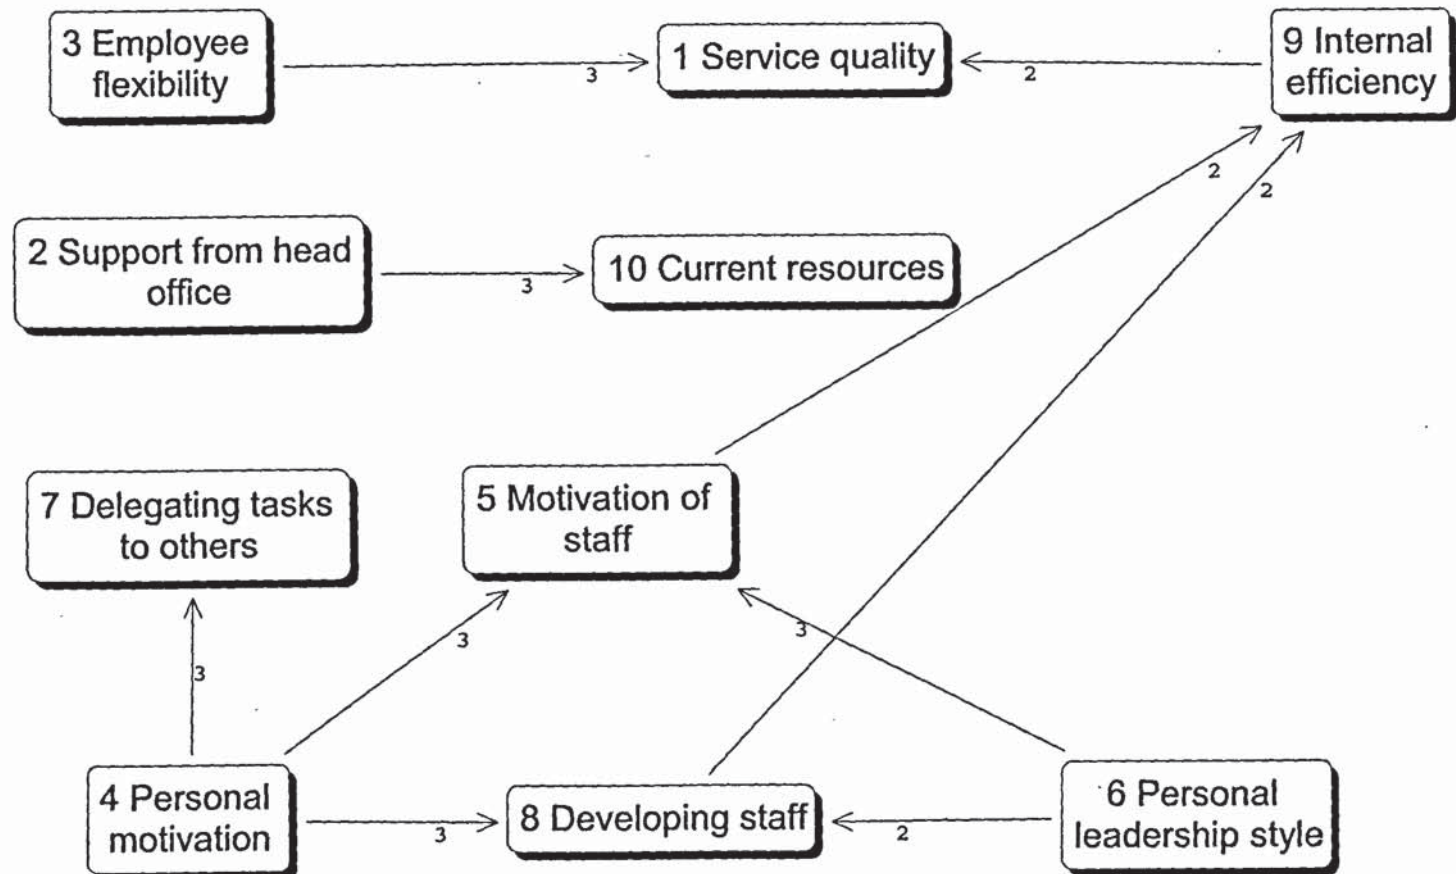 3 Employee
flexibility
3
1 Service quality
2
9 Internal
efficiency
2
2
2 Support from head
office
3
10 Current resources
7 Delegating tasks
to others
5 Motivation of
staff
3
3
3
4 Personal
motivation
3
8 Developing staff
2
6 Personal
leadership style